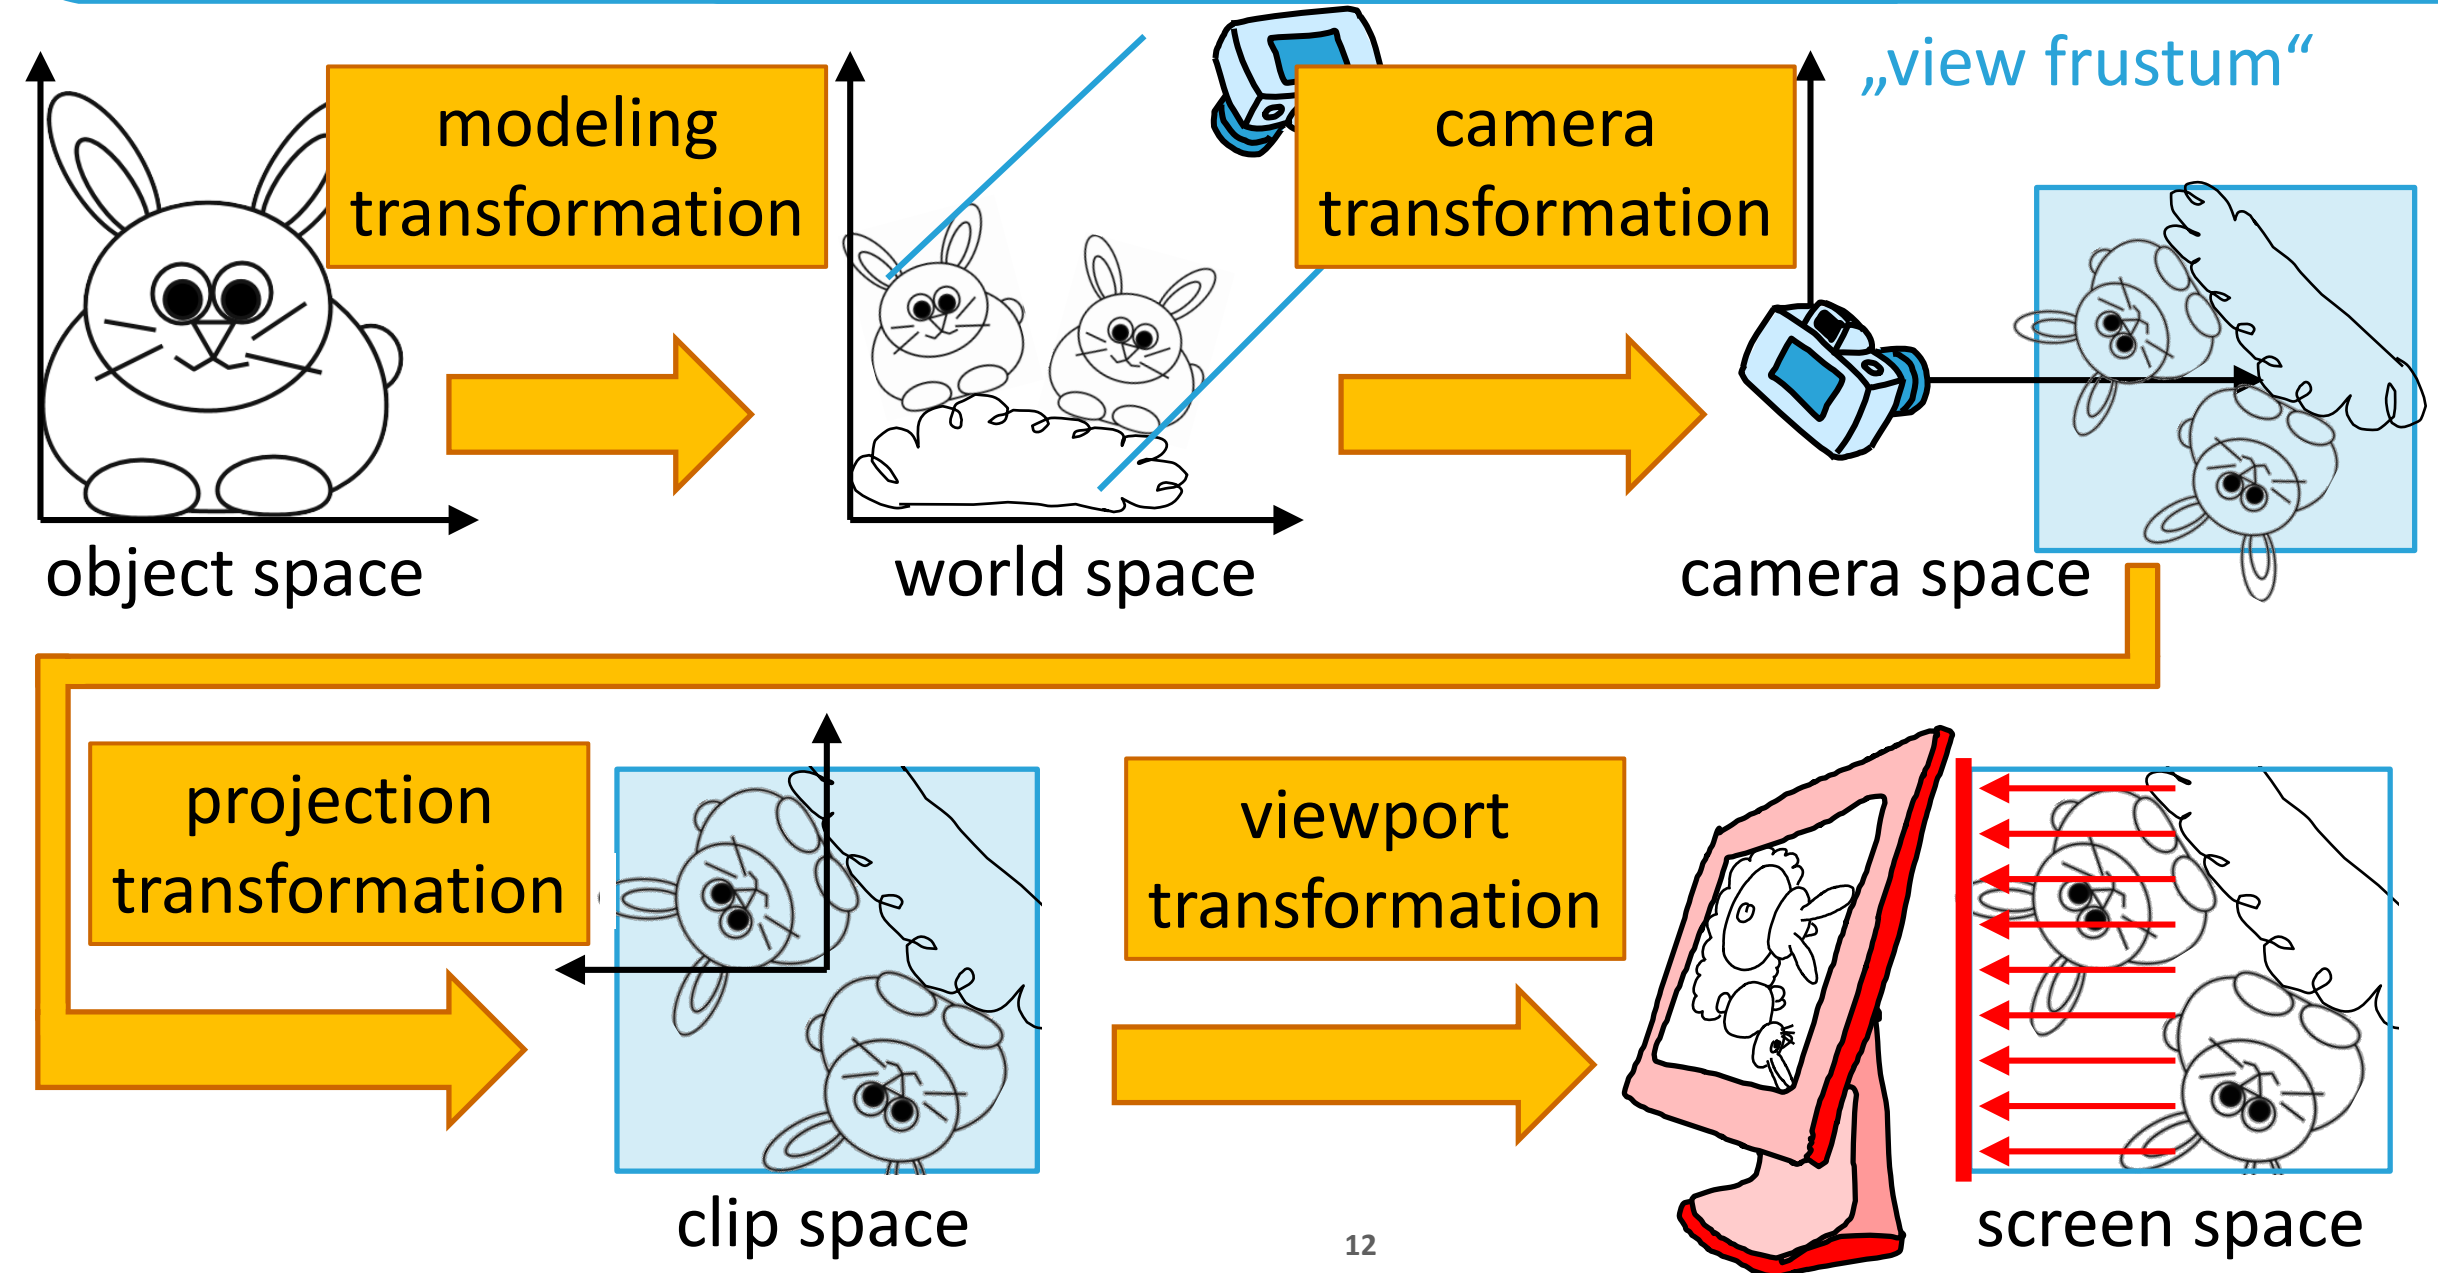 modeling
transformation
camera
transformation
„view frustum“
object space
world space
camera space
projection
transformation
viewport
transformation
clip space
12
screen space